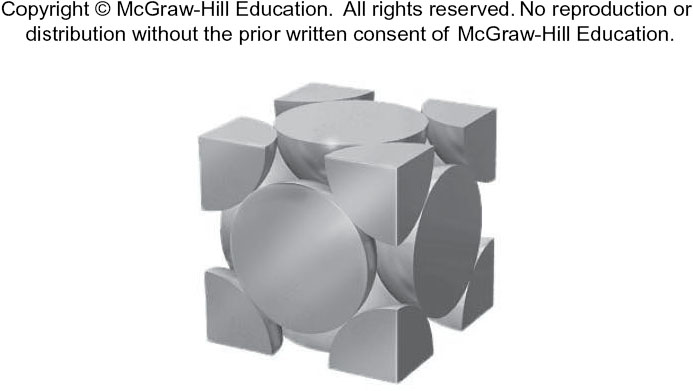 Copyright © McGraw-Hill Education.  All rights reserved. No reproduction or
distribution without the prior written consent of McGraw-Hill Education.